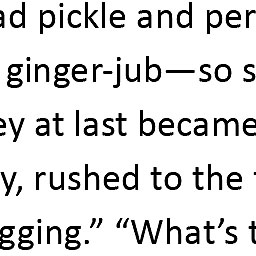 ad pickle and per
ginger-jub—so s
ey at last became
y, rushed to the
gging.” “What’s t